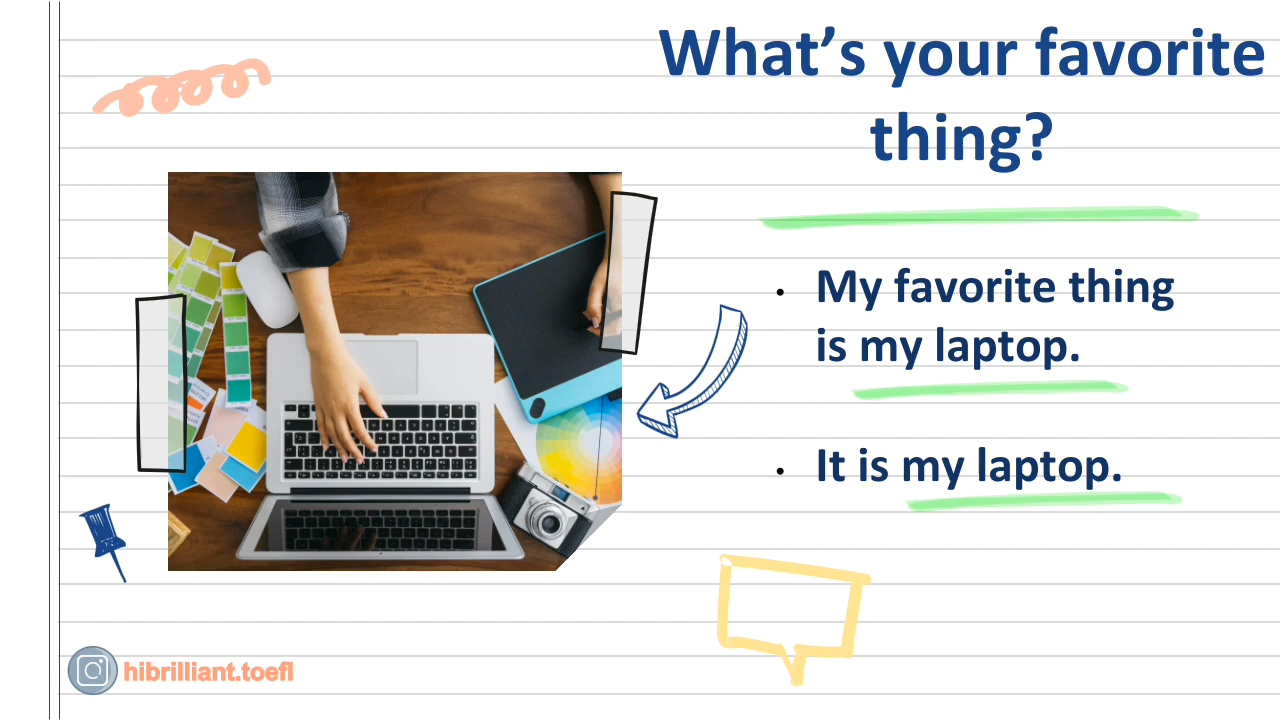 What’s your favorite
thing?
• My favorite thing
is my laptop.
• It is my laptop.
hibrilliant.toefl